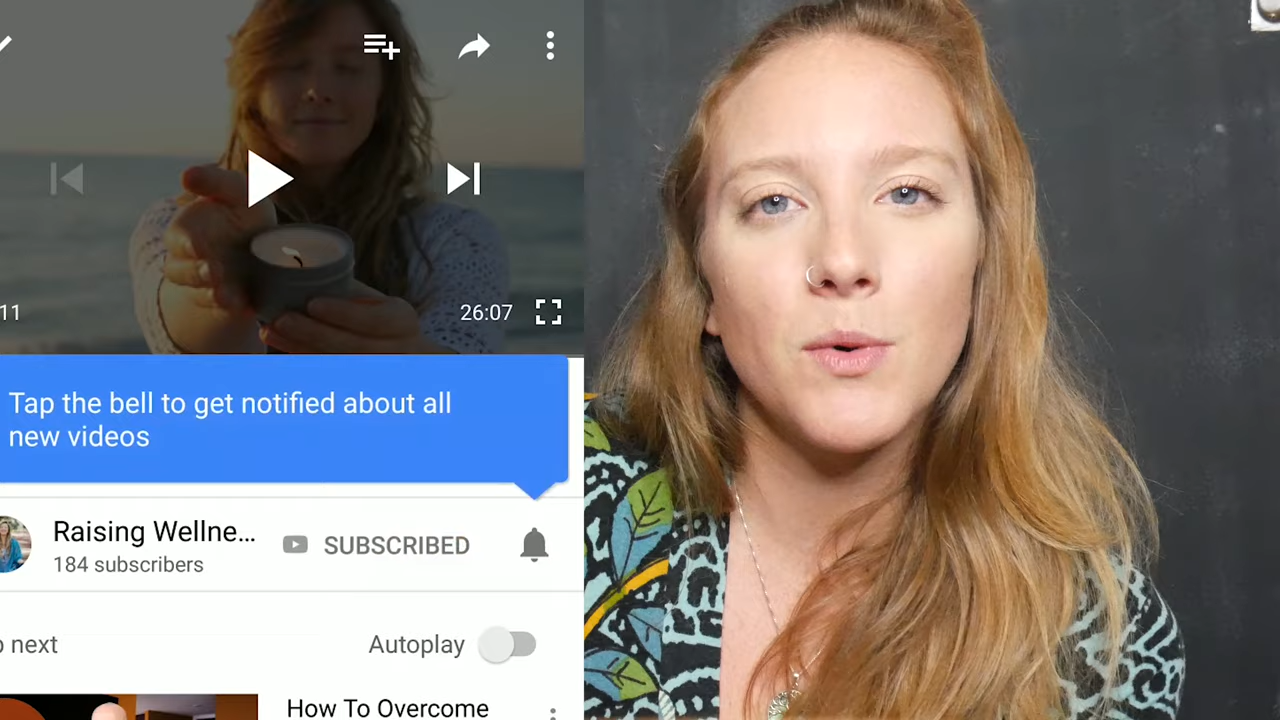 11
26:07
Tap the bell to get notified about all
new videos
Raising Wellne...
SUBSCRIBED
184 subscribers
next
Autoplay
How To Overcome